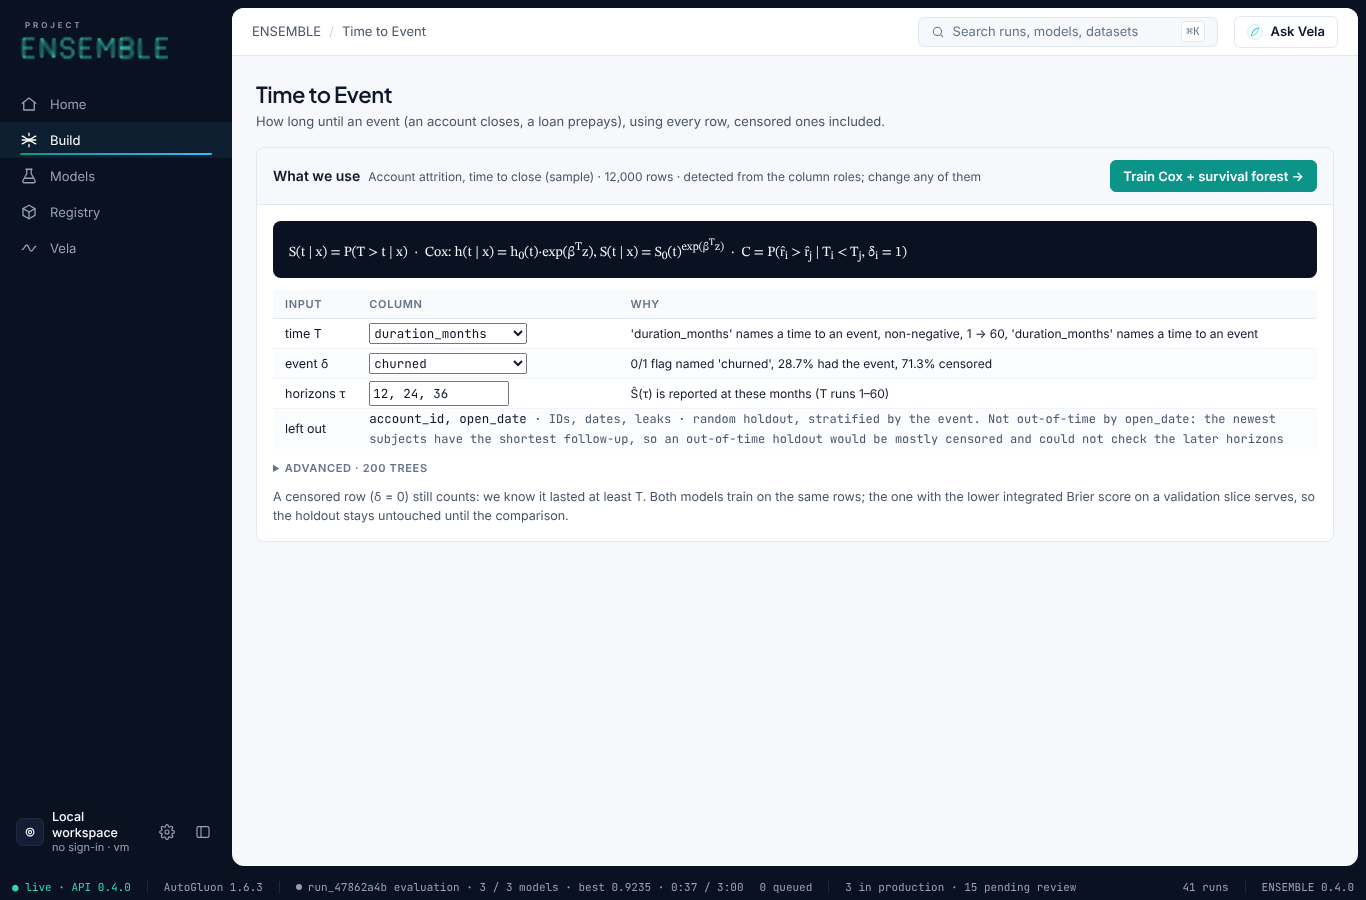 PROJECT
ENSEMBLE
Home
Build
Models
Registry
Vela
Local workspace
no sign-in · vm
ENSEMBLE / Time to Event
Search runs, models, datasets ⌘K
Ask Vela
Time to Event
How long until an event (an account closes, a loan prepays), using every row, censored ones included.
What we use Account attrition, time to close (sample) · 12,000 rows · detected from the column roles; change any of them
Train Cox + survival forest →
S(t | x) = P(T > t | x) · Cox: h(t | x) = h₀(t)·exp(βᵀz), S(t | x) = S₀(t)^exp(βᵀz) · C = P(r̂ᵢ > r̂ⱼ | Tᵢ < Tⱼ, δᵢ = 1)
INPUT COLUMN WHY
time T duration_months 'duration_months' names a time to an event, non-negative, 1 → 60, 'duration_months' names a time to an event
event δ churned 0/1 flag named 'churned', 28.7% had the event, 71.3% censored
horizons τ 12, 24, 36 Ŝ(τ) is reported at these months (T runs 1–60)
left out account_id, open_date · IDs, dates, leaks · random holdout, stratified by the event. Not out-of-time by open_date: the newest
subjects have the shortest follow-up, so an out-of-time holdout would be mostly censored and could not check the later horizons
ADVANCED · 200 TREES
A censored row (δ = 0) still counts: we know it lasted at least T. Both models train on the same rows; the one with the lower integrated Brier score on a validation slice serves, so
the holdout stays untouched until the comparison.
live · API 0.4.0 AutoGluon 1.6.3 run_47862a4b evaluation · 3 / 3 models · best 0.9235 · 0:37 / 3:00 0 queued 3 in production · 15 pending review 41 runs ENSEMBLE 0.4.0